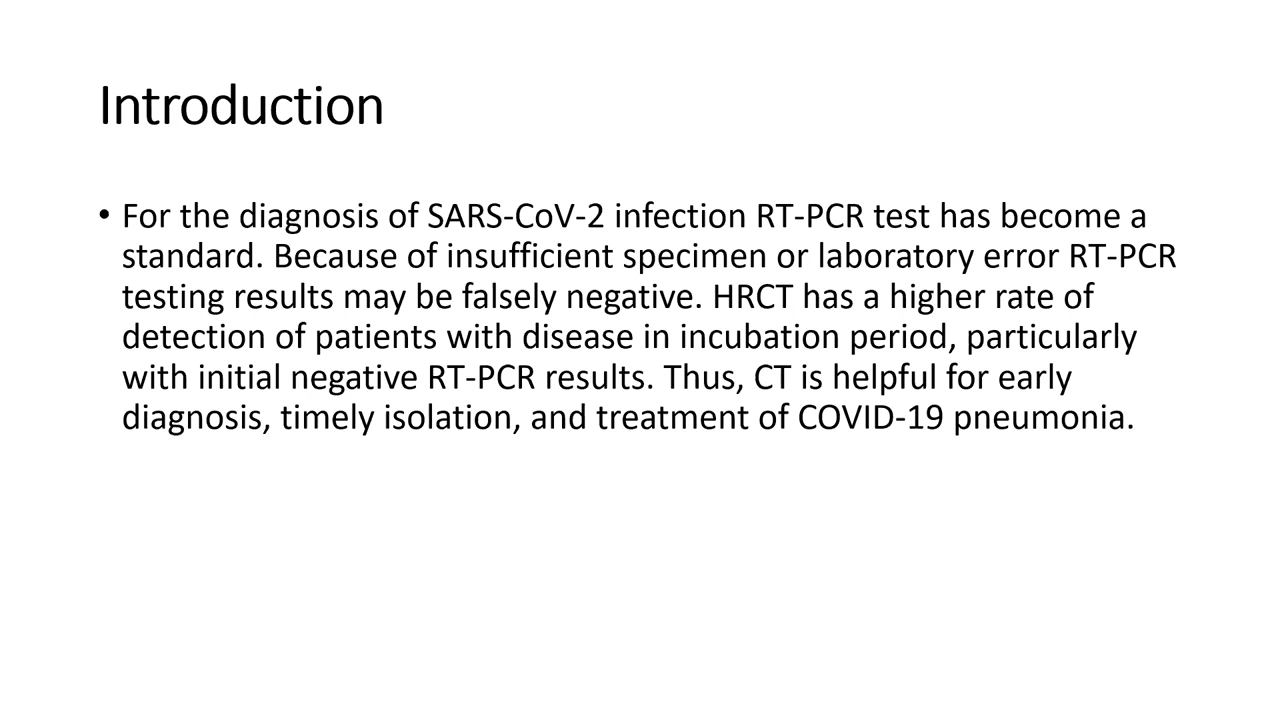 Introduction
• For the diagnosis of SARS-CoV-2 infection RT-PCR test has become a
standard. Because of insufficient specimen or laboratory error RT-PCR
testing results may be falsely negative. HRCT has a higher rate of
detection of patients with disease in incubation period, particularly
with initial negative RT-PCR results. Thus, CT is helpful for early
diagnosis, timely isolation, and treatment of COVID-19 pneumonia.